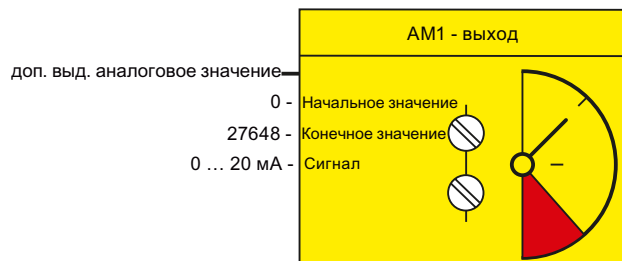 АМ1 - выход
доп. выд. аналоговое значение
0 - Начальное значение
27648 - Конечное значение
0 ... 20 мА - Сигнал